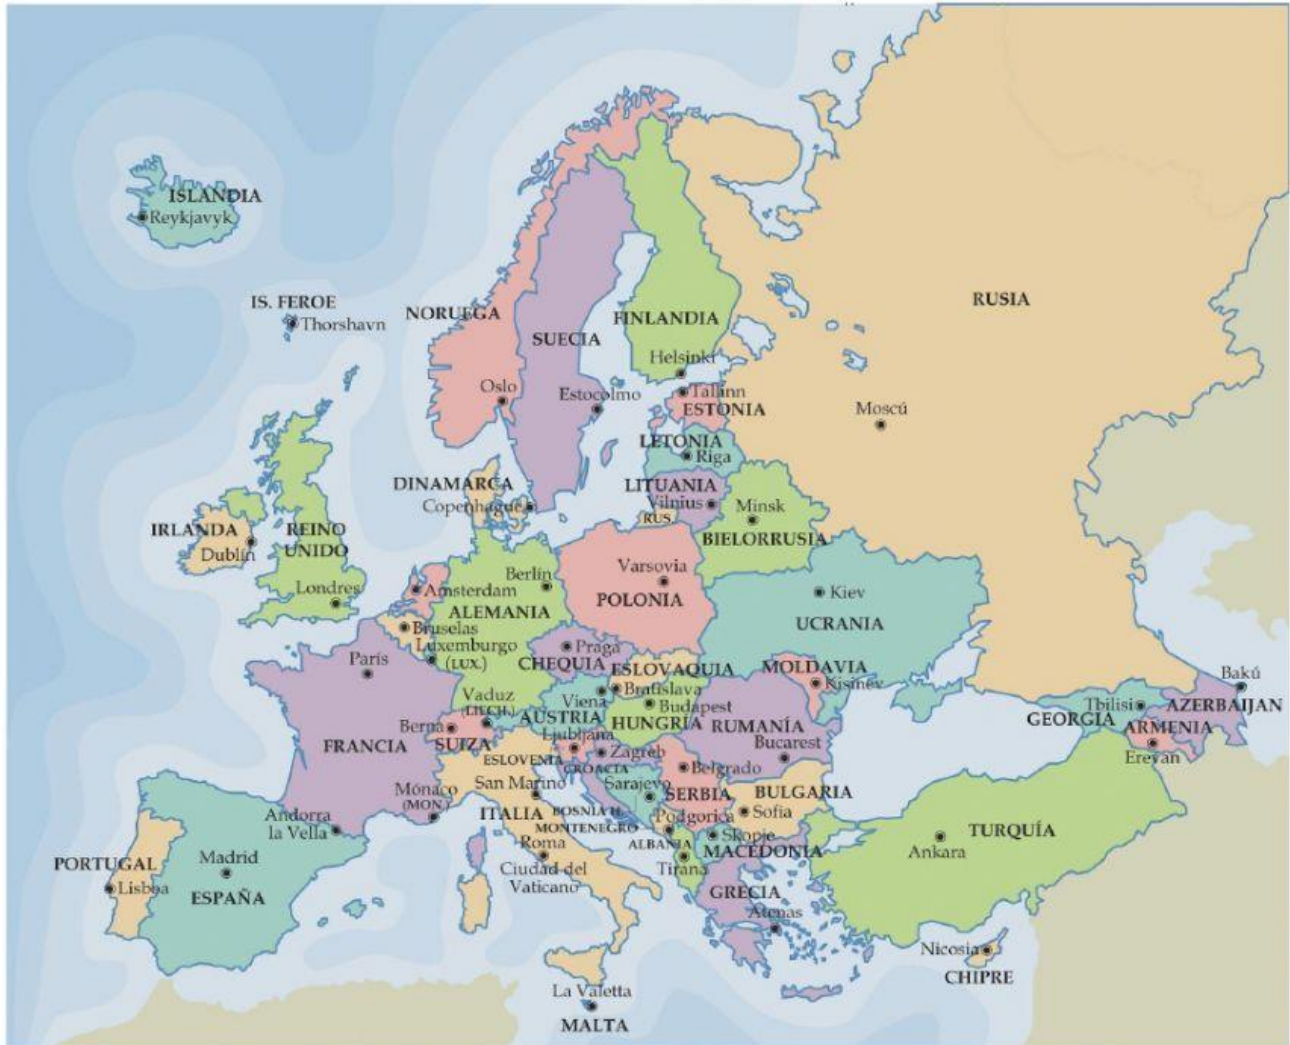 ISLANDIA
Reykjavyk
IS. FEROE
Thorshavn
NORUEGA
Oslo
SUECIA
Estocolmo
FINLANDIA
Helsinki
RUSIA
Moscú
Tallinn
ESTONIA
LETONIA
Riga
LITUANIA
Vilnius
RUS
Minsk
BIELORRUSIA
DINAMARCA
Copenhague
IRLANDA
Dublín
REINO
UNIDO
Londres
Amsterdam
Bruselas
Luxemburgo
(LUX.)
Berlín
ALEMANIA
Varsovia
POLONIA
Kiev
UCRANIA
Praga
CHEQUIA
ESLOVAQUIA
Bratislava
MOLDAVIA
Kisinev
París
FRANCIA
Vaduz
(LIECH.)
Viena
AUSTRIA
Budapest
HUNGRÍA
RUMANÍA
Bucarest
Berna
SUIZA
Ljubljana
ESLOVENIA
Zagreb
CROACIA
Belgrado
SERBIA
Sarajevo
BOSNIA H.
MONTENEGRO
Podgorica
BULGARIA
Sofia
Skopje
MACEDONIA
ALBANIA
Tirana
GRECIA
Atenas
Mónaco
(MON.)
San Marino
ITALIA
Roma
Ciudad del
Vaticano
Andorra
la Vella
PORTUGAL
Lisboa
Madrid
ESPAÑA
La Valetta
MALTA
TURQUÍA
Ankara
Nicosia
CHIPRE
Tbilisi
GEORGIA
Bakú
AZERBAIJAN
ARMENIA
Erevan